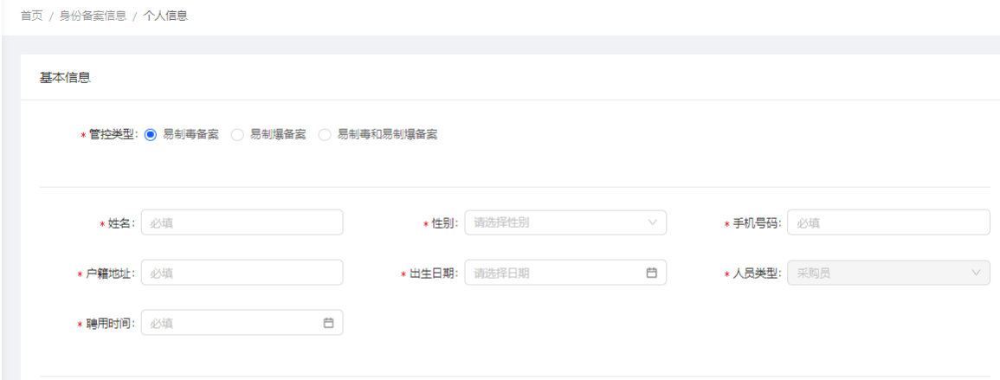 首页 / 身份备案信息 / 个人信息
基本信息
* 管控类型: 易制毒备案 易制爆备案 易制毒和易制爆备案
* 姓名: 必填 * 性别: 请选择性别 * 手机号码: 必填
* 户籍地址: 必填 * 出生日期: 请选择日期 * 人员类型: 采购员
* 聘用时间: 必填